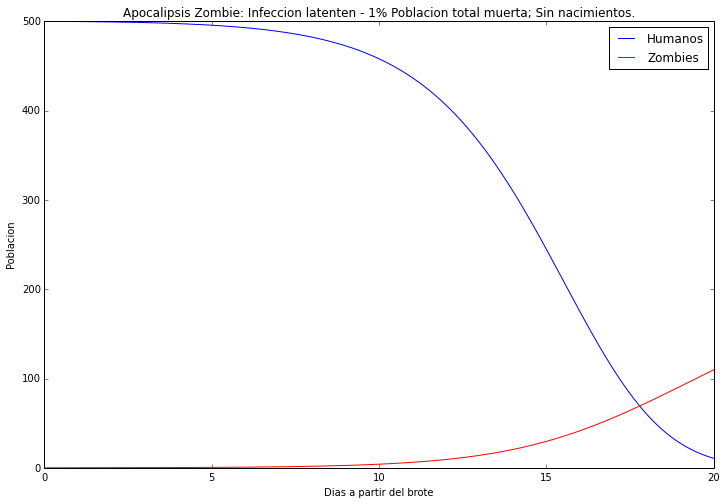 Apocalipsis Zombie: Infeccion latenten - 1% Poblacion total muerta; Sin nacimientos.
Humanos
Zombies
Poblacion
500
400
300
200
100
0
0 5 10 15 20
Dias a partir del brote